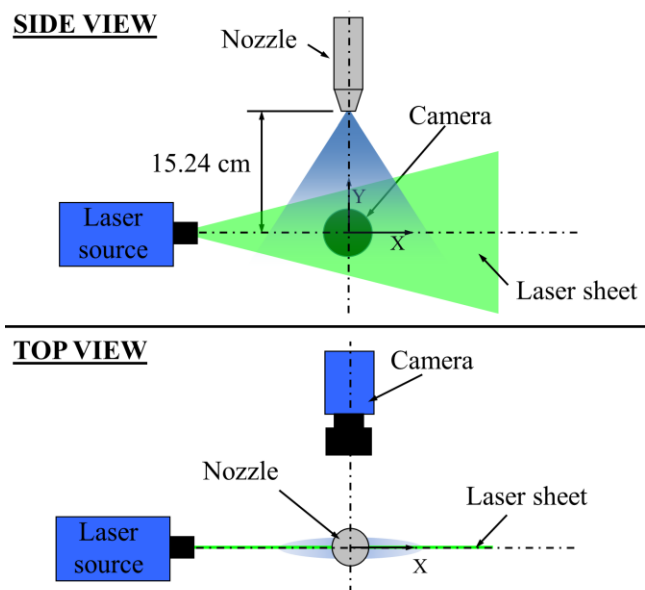 SIDE VIEW
Nozzle
Camera
15.24 cm
Y
Laser
source
X
Laser sheet
TOP VIEW
Camera
Nozzle
Laser sheet
Laser
source
X